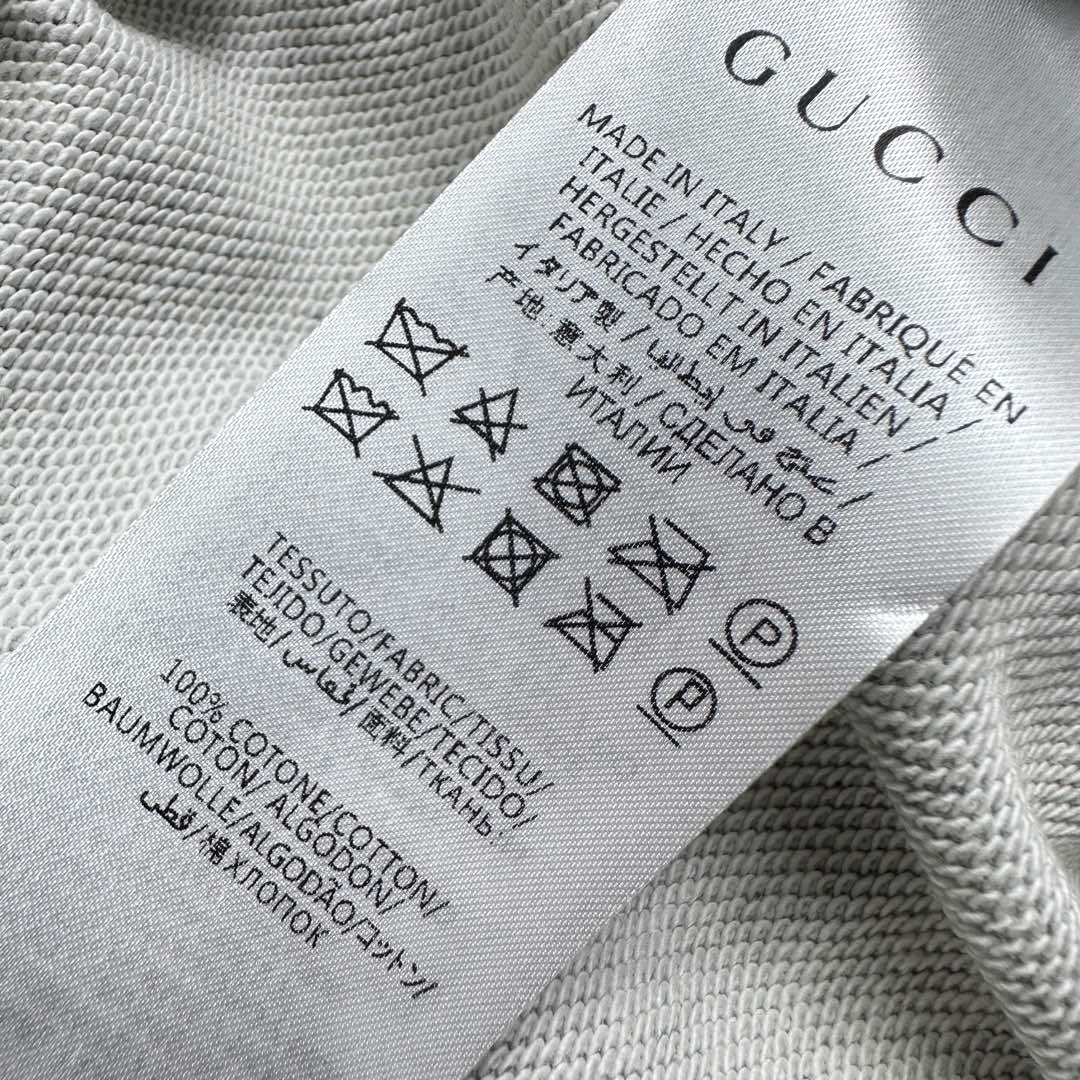 GUCCI
MADE IN ITALY / FABRIQUÉ EN
ITALIE / HECHO EN ITALIA /
HERGESTELLT IN ITALIEN /
FABRICADO EM ITALIA /
イタリア製 / صنع في إيطاليا /
产地：意大利 / СДЕЛАНО В
ИТАЛИИ
P
P
TESSUTO/FABRIC/TISSU/
TEJIDO/GEWEBE/TECIDO/
表地/قماش/面料/ТКАНЬ:
100% COTONE/COTTON/
COTON/ ALGODON/
BAUMWOLLE/ALGODÃO/コットン/
قطن/棉 ХЛОПОК